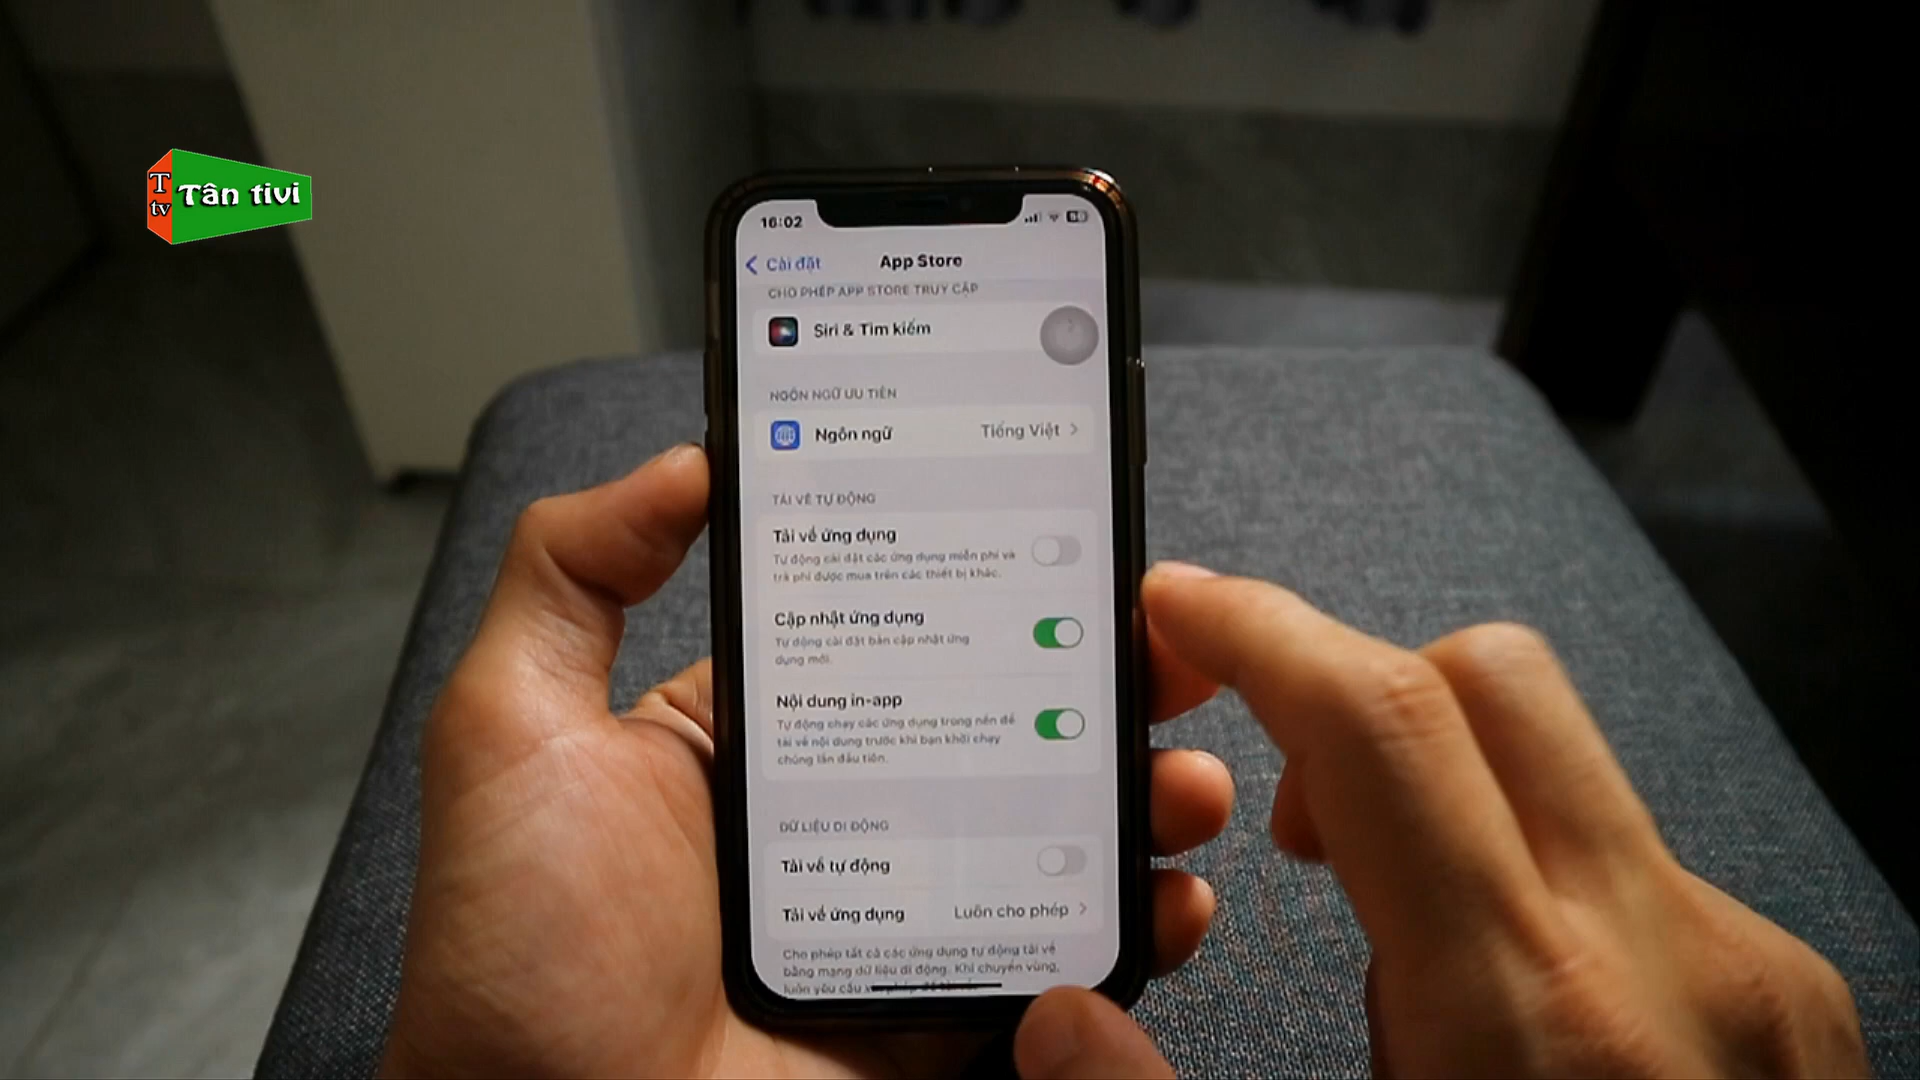 T
tv
Tân tivi
16:02
Cài đặt
App Store
CHO PHÉP APP STORE TRUY CẬP
Siri & Tìm kiếm
NGÔN NGỮ ƯU TIÊN
Ngôn ngữ
Tiếng Việt
TẢI VỀ TỰ ĐỘNG
Tải về ứng dụng
Tự động cài đặt các ứng dụng miễn phí và
trả phí được mua trên các thiết bị khác.
Cập nhật ứng dụng
Tự động cài đặt bản cập nhật ứng
dụng mới.
Nội dung in-app
Tự động chạy các ứng dụng trong nền để
tải về nội dung trước khi bạn khởi chạy
chúng lần đầu tiên.
DỮ LIỆU DI ĐỘNG
Tải về tự động
Tải về ứng dụng
Luôn cho phép
Cho phép tất cả các ứng dụng tự động tải về
bằng mạng dữ liệu di động. Khi chuyển vùng,
luôn yêu cầu